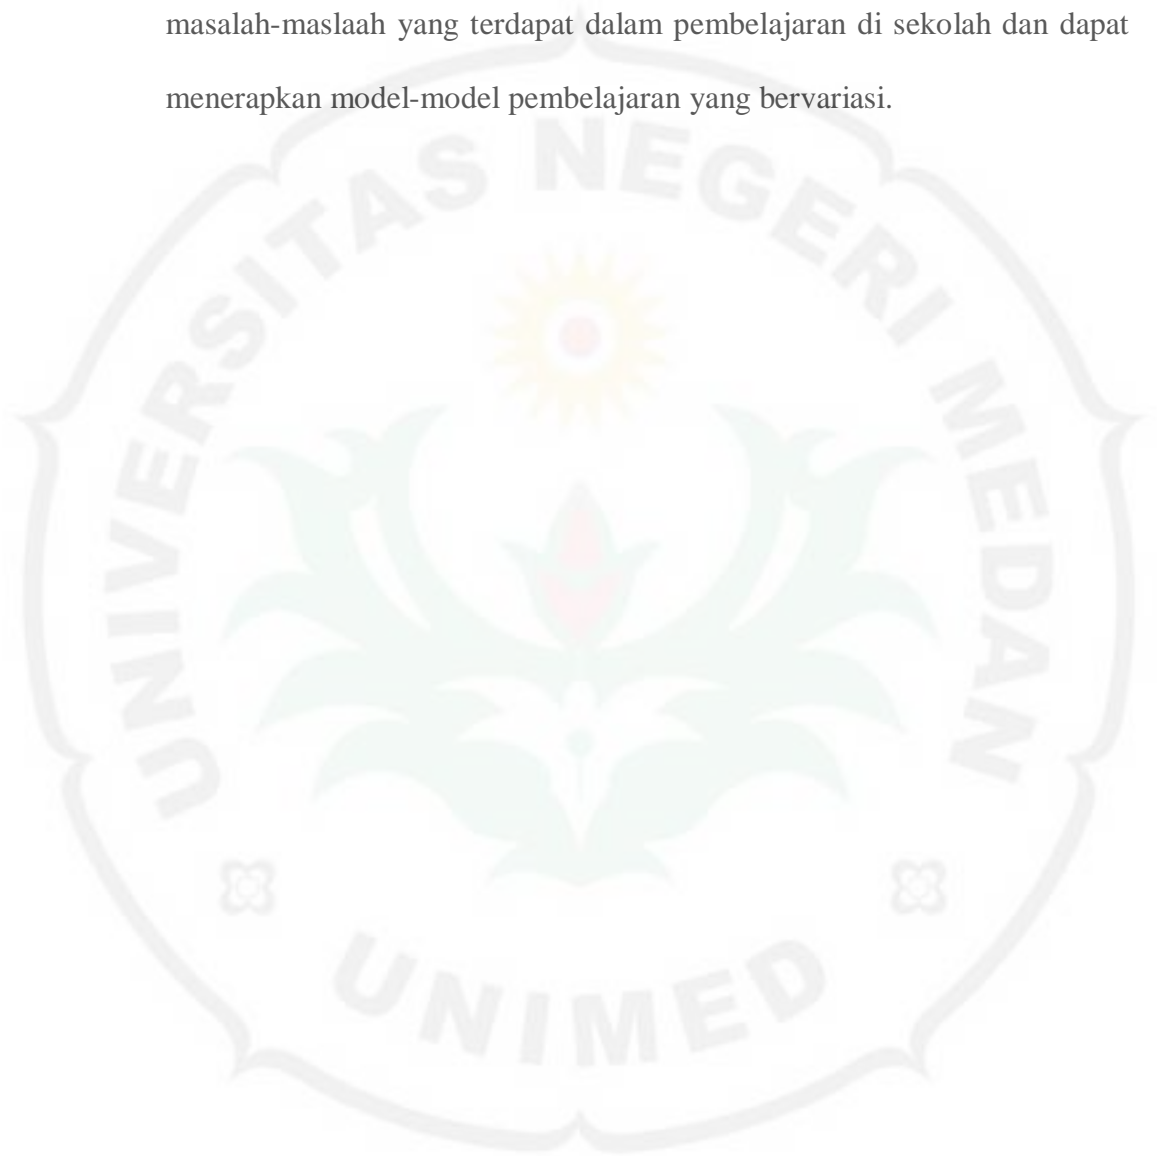 masalah-maslaah yang terdapat dalam pembelajaran di sekolah dan dapat
menerapkan model-model pembelajaran yang bervariasi.
UNIVERSITAS NEGERI MEDAN
UNIMED